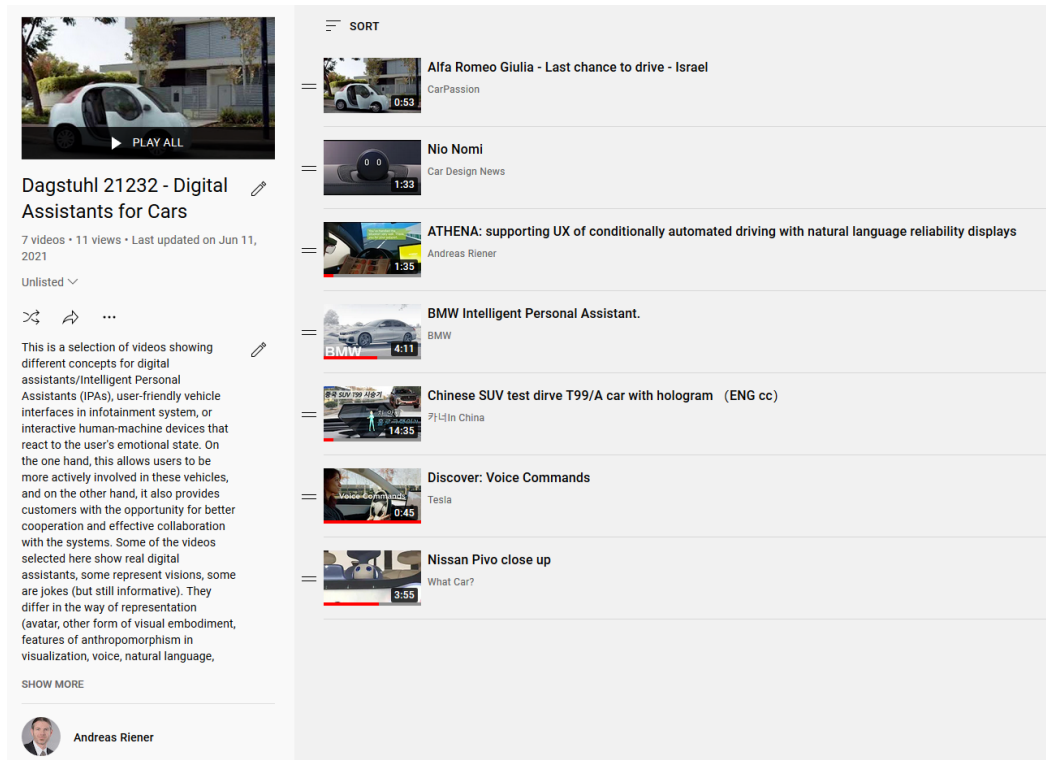 PLAY ALL
Dagstuhl 21232 - Digital
Assistants for Cars
7 videos • 11 views • Last updated on Jun 11,
2021
Unlisted
This is a selection of videos showing
different concepts for digital
assistants/Intelligent Personal
Assistants (IPAs), user-friendly vehicle
interfaces in infotainment system, or
interactive human-machine devices that
react to the user's emotional state. On
the one hand, this allows users to be
more actively involved in these vehicles,
and on the other hand, it also provides
customers with the opportunity for better
cooperation and effective collaboration
with the systems. Some of the videos
selected here show real digital
assistants, some represent visions, some
are jokes (but still informative). They
differ in the way of representation
(avatar, other form of visual embodiment,
features of anthropomorphism in
visualization, voice, natural language,
SHOW MORE
Andreas Riener
SORT
0:53
Alfa Romeo Giulia - Last chance to drive - Israel
CarPassion
1:33
Nio Nomi
Car Design News
1:35
ATHENA: supporting UX of conditionally automated driving with natural language reliability displays
Andreas Riener
BMW
4:11
BMW Intelligent Personal Assistant.
BMW
중국 SUV T99 시승기
14:35
Chinese SUV test dirve T99/A car with hologram （ENG cc）
카너In China
Voice Commands
0:45
Discover: Voice Commands
Tesla
3:55
Nissan Pivo close up
What Car?